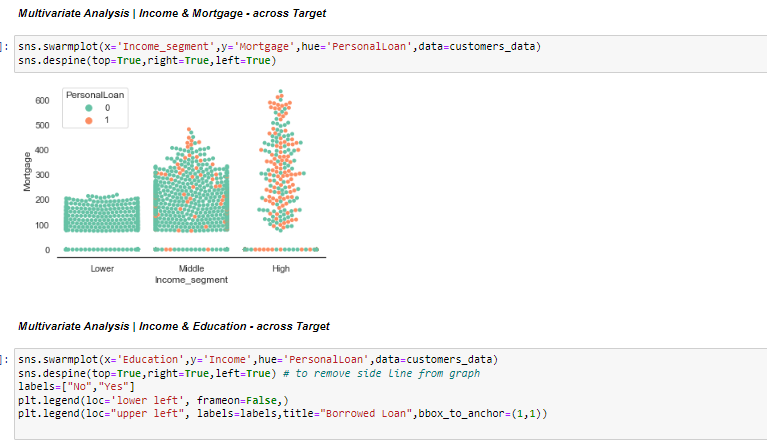 Multivariate Analysis | Income & Mortgage - across Target
]:
sns.swarmplot(x='Income_segment',y='Mortgage',hue='PersonalLoan',data=customers_data)
sns.despine(top=True,right=True,left=True)
PersonalLoan
0
1
600
500
400
300
200
100
0
Mortgage
Lower
Middle
High
Income_segment
Multivariate Analysis | Income & Education - across Target
]:
sns.swarmplot(x='Education',y='Income',hue='PersonalLoan',data=customers_data)
sns.despine(top=True,right=True,left=True) # to remove side line from graph
labels=["No","Yes"]
plt.legend(loc='lower left', frameon=False,)
plt.legend(loc="upper left", labels=labels,title="Borrowed Loan",bbox_to_anchor=(1,1))